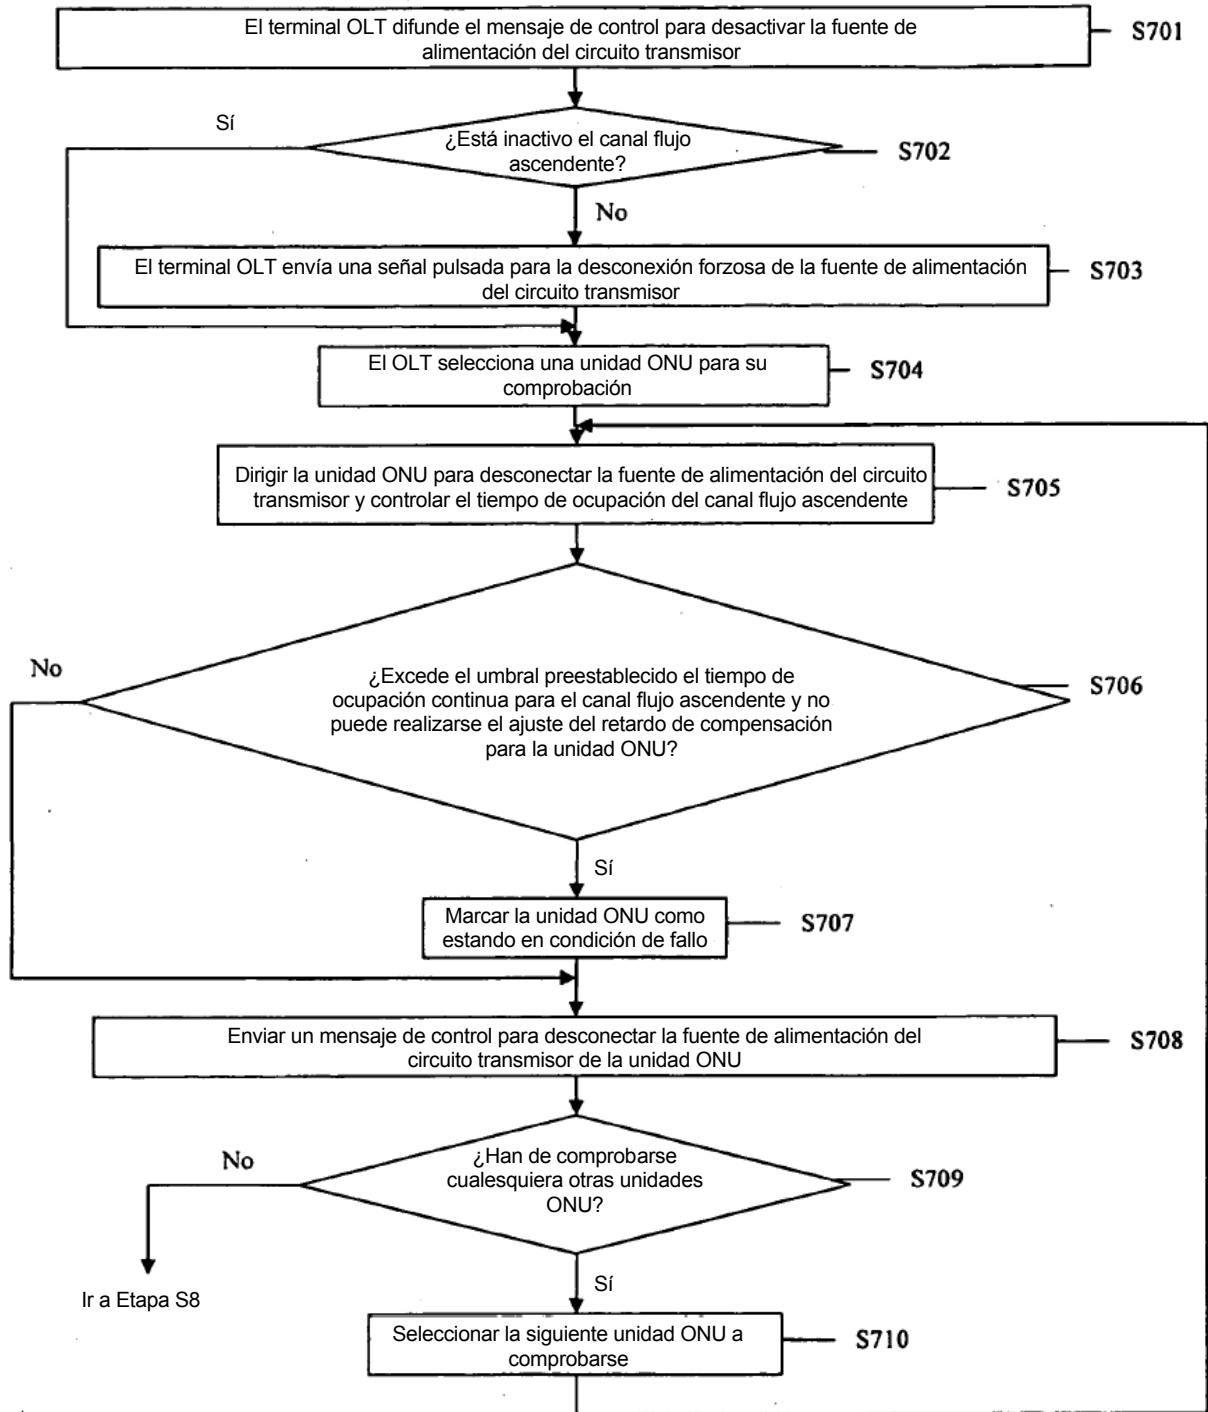 El terminal OLT difunde el mensaje de control para desactivar la fuente de
alimentación del circuito transmisor
S701
Sí
¿Está inactivo el canal flujo
ascendente?
S702
No
El terminal OLT envía una señal pulsada para la desconexión forzosa de la fuente de alimentación
del circuito transmisor
S703
El OLT selecciona una unidad ONU para su
comprobación
S704
Dirigir la unidad ONU para desconectar la fuente de alimentación del circuito
transmisor y controlar el tiempo de ocupación del canal flujo ascendente
S705
No
¿Excede el umbral preestablecido el tiempo de
ocupación continua para el canal flujo ascendente y no
puede realizarse el ajuste del retardo de compensación
para la unidad ONU?
S706
Sí
Marcar la unidad ONU como
estando en condición de fallo
S707
Enviar un mensaje de control para desconectar la fuente de alimentación del
circuito transmisor de la unidad ONU
S708
No
¿Han de comprobarse
cualesquiera otras unidades
ONU?
S709
Ir a Etapa S8
Sí
Seleccionar la siguiente unidad ONU a
comprobarse
S710